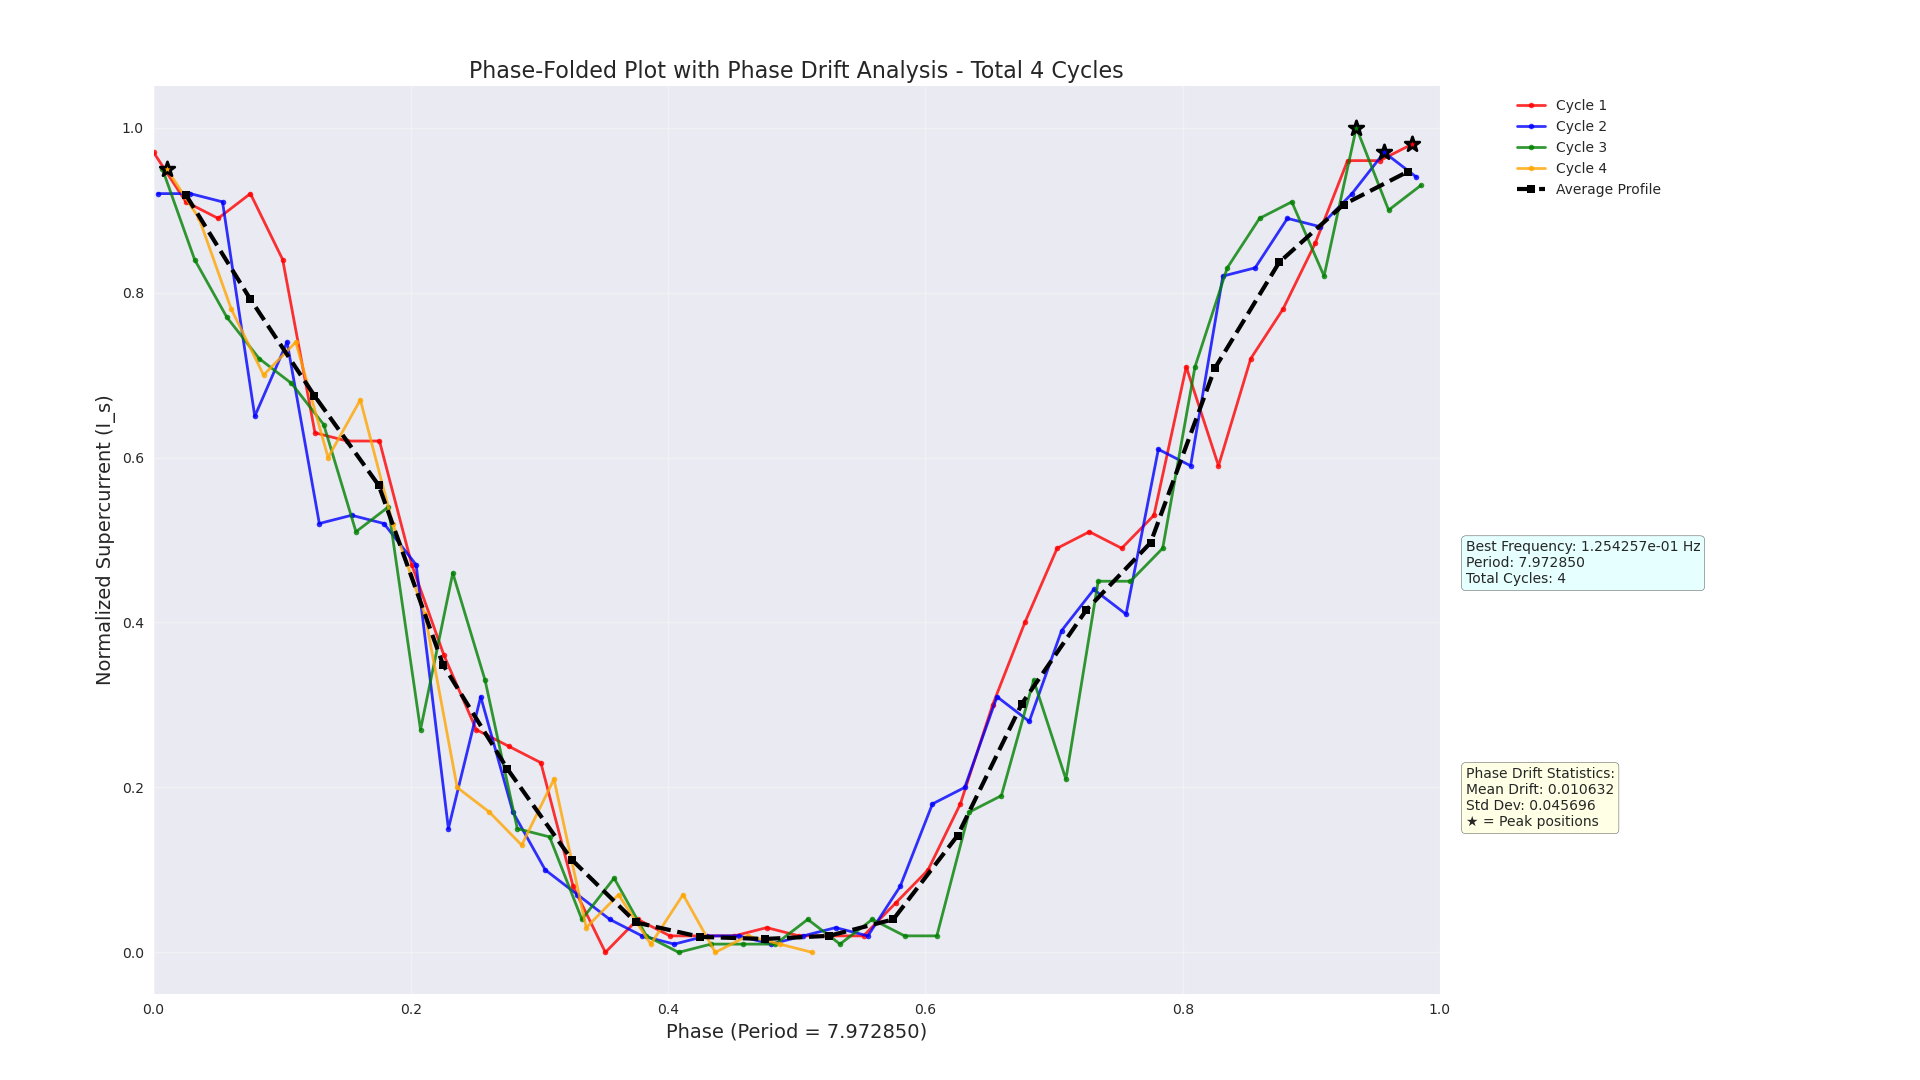 Phase-Folded Plot with Phase Drift Analysis - Total 4 Cycles
Normalized Supercurrent (I_s)
1.0
0.8
0.6
0.4
0.2
0.0
0.0 0.2 0.4 0.6 0.8 1.0
Phase (Period = 7.972850)
Cycle 1
Cycle 2
Cycle 3
Cycle 4
Average Profile
Best Frequency: 1.254257e-01 Hz
Period: 7.972850
Total Cycles: 4
Phase Drift Statistics:
Mean Drift: 0.010632
Std Dev: 0.045696
★ = Peak positions